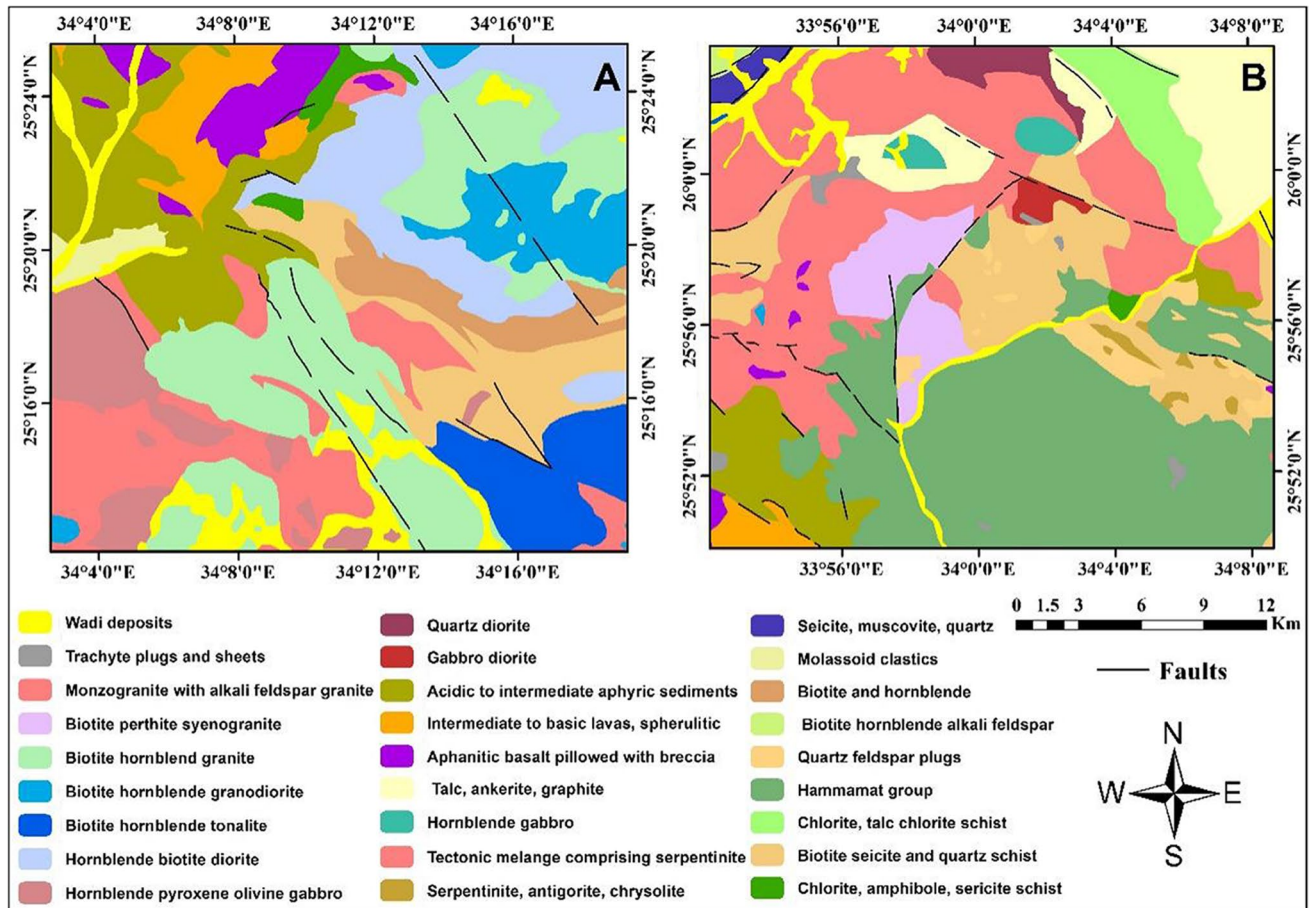 34°4'0"E 34°8'0"E 34°12'0"E 34°16'0"E
33°56'0"E 34°0'0"E 34°4'0"E 34°8'0"E
A
B
25°24'0"N
25°20'0"N
25°16'0"N
25°24'0"N
25°20'0"N
25°16'0"N
26°0'0"N
25°56'0"N
25°52'0"N
26°0'0"N
25°56'0"N
25°52'0"N
34°4'0"E 34°8'0"E 34°12'0"E 34°16'0"E
33°56'0"E 34°0'0"E 34°4'0"E 34°8'0"E
Wadi deposits
Trachyte plugs and sheets
Monzogranite with alkali feldspar granite
Biotite perthite syenogranite
Biotite hornblend granite
Biotite hornblende granodiorite
Biotite hornblende tonalite
Hornblende biotite diorite
Hornblende pyroxene olivine gabbro
Quartz diorite
Gabbro diorite
Acidic to intermediate aphyric sediments
Intermediate to basic lavas, spherulitic
Aphanitic basalt pillowed with breccia
Talc, ankerite, graphite
Hornblende gabbro
Tectonic melange comprising serpentinite
Serpentinite, antigorite, chrysolite
Seicite, muscovite, quartz
Molassoid clastics
Biotite and hornblende
Biotite hornblende alkali feldspar
Quartz feldspar plugs
Hammamat group
Chlorite, talc chlorite schist
Biotite seicite and quartz schist
Chlorite, amphibole, sericite schist
0 1.5 3 6 9 12
Km
Faults
N
W E
S